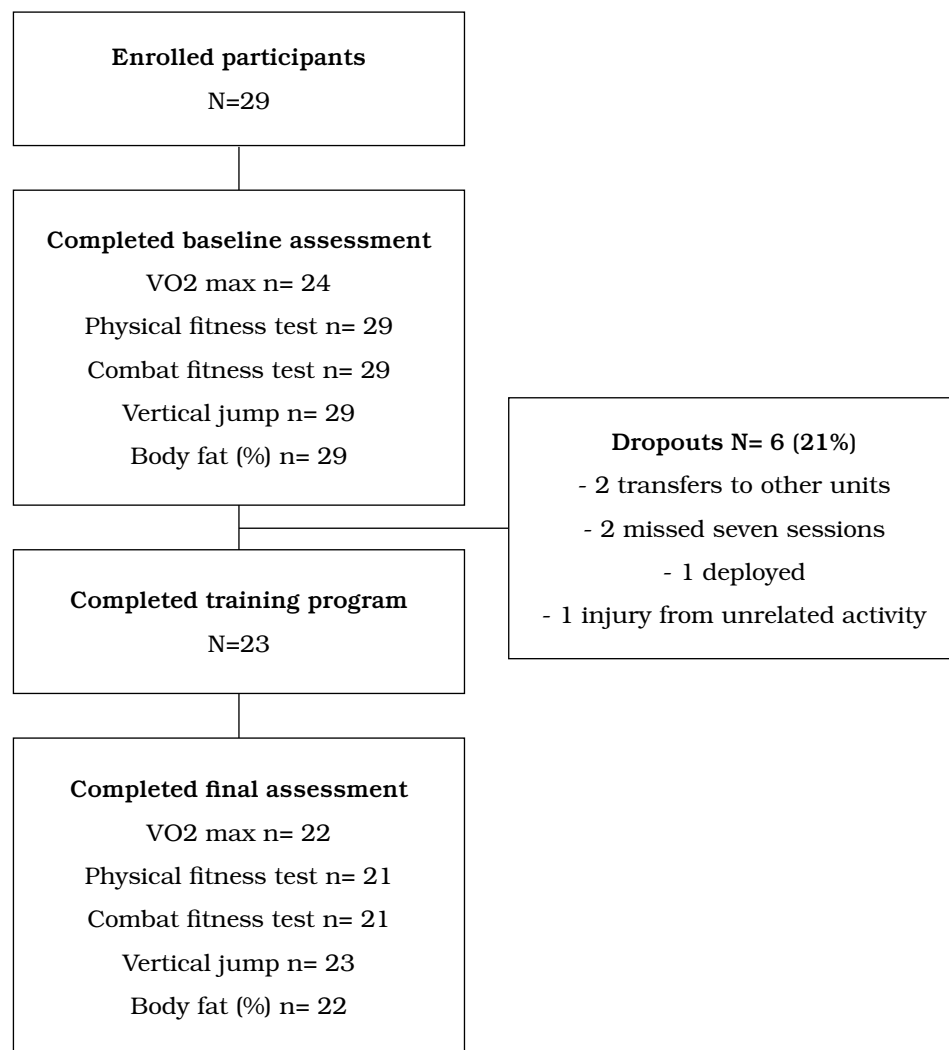 Enrolled participants
N=29
Completed baseline assessment
VO2 max n= 24
Physical fitness test n= 29
Combat fitness test n= 29
Vertical jump n= 29
Body fat (%) n= 29
Dropouts N= 6 (21%)
- 2 transfers to other units
- 2 missed seven sessions
- 1 deployed
- 1 injury from unrelated activity
Completed training program
N=23
Completed final assessment
VO2 max n= 22
Physical fitness test n= 21
Combat fitness test n= 21
Vertical jump n= 23
Body fat (%) n= 22